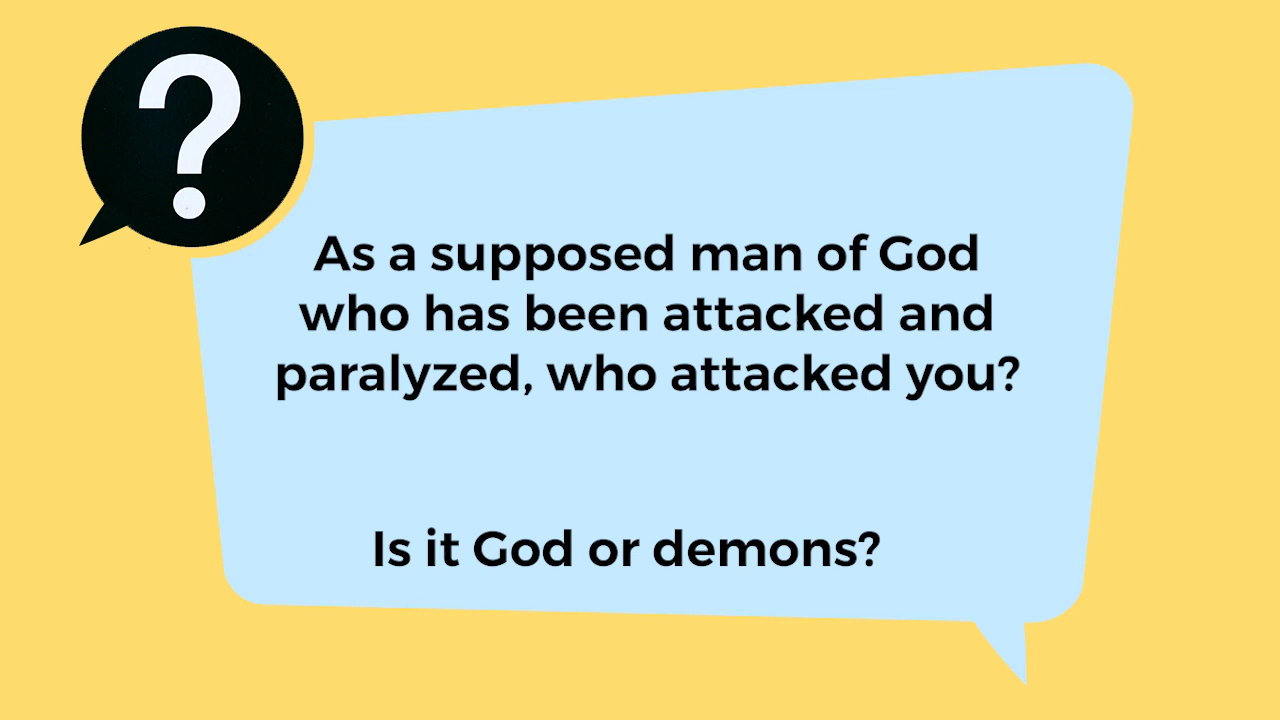 ?
As a supposed man of God
who has been attacked and
paralyzed, who attacked you?
Is it God or demons?